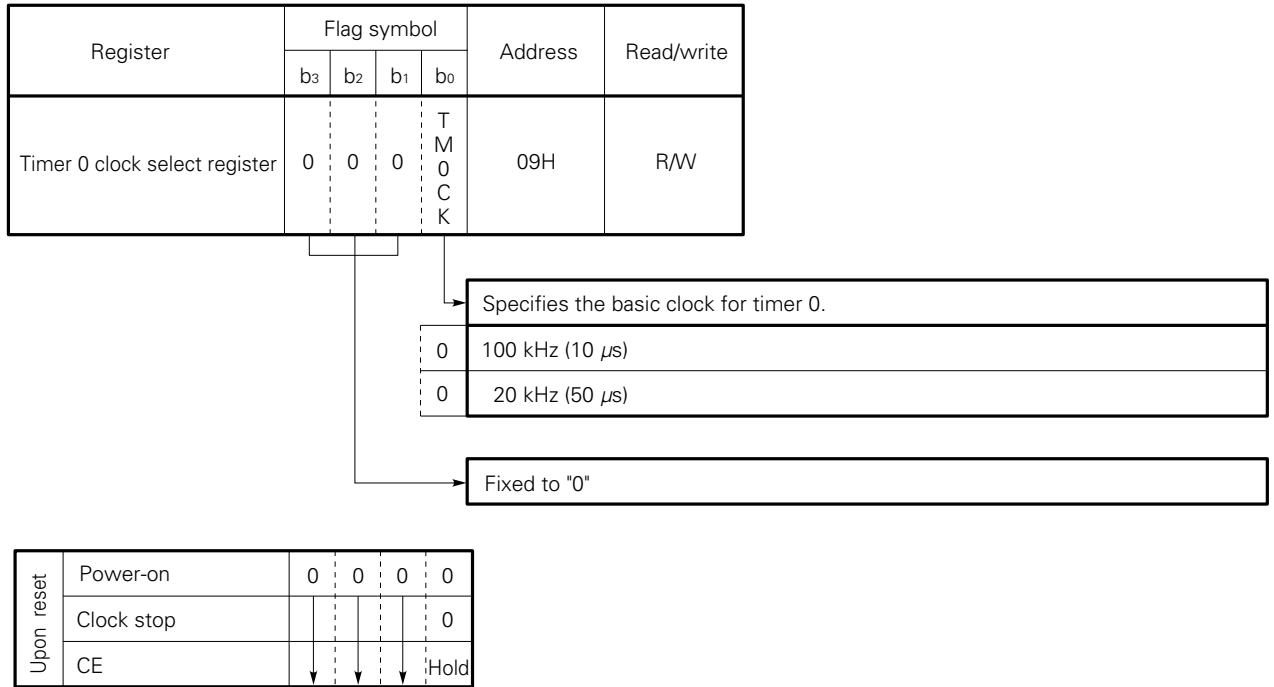 Register Flag symbol Address Read/write
b3 b2 b1 b0
Timer 0 clock select register 0 0 0 TM0CK 09H R/W
Specifies the basic clock for timer 0.
0 100 kHz (10 μs)
0 20 kHz (50 μs)
Fixed to "0"
Upon reset
Power-on 0 0 0 0
Clock stop 0
CE Hold